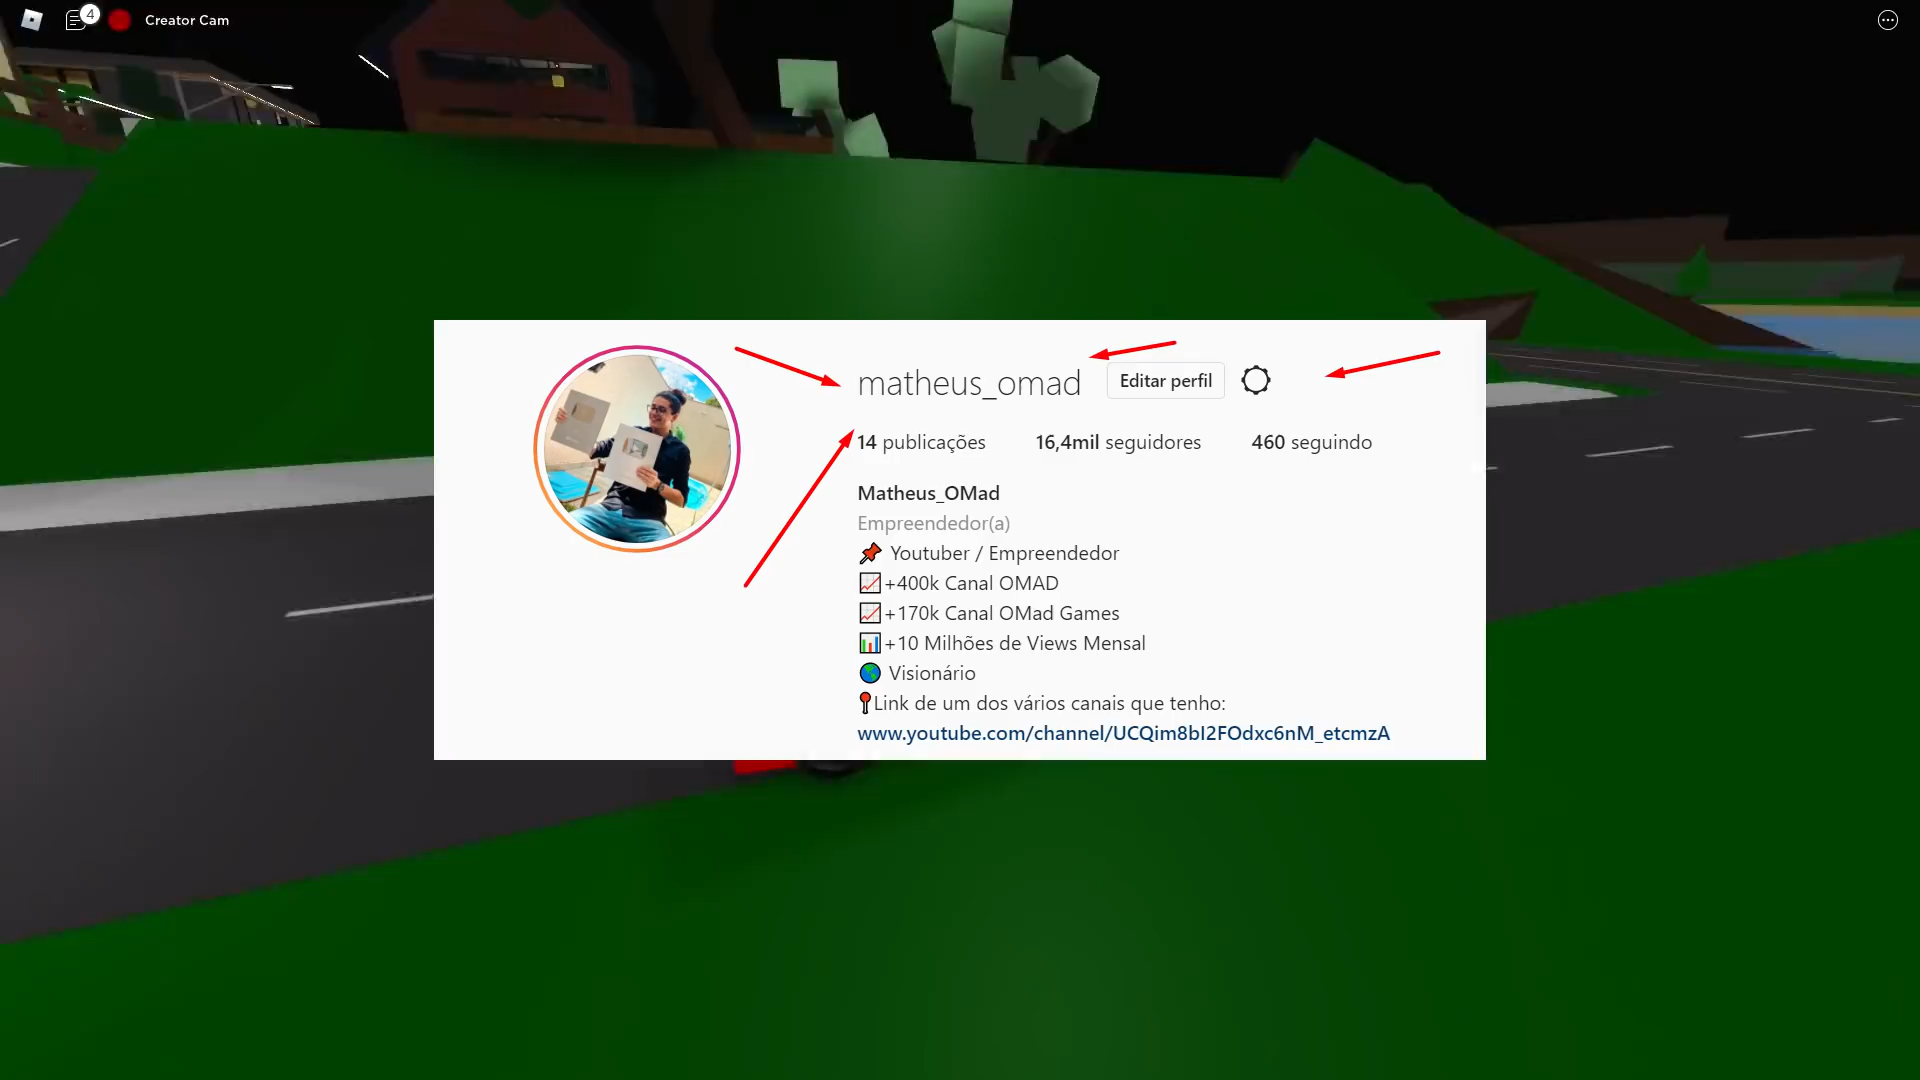 4
Creator Cam
matheus_omad Editar perfil
14 publicações 16,4mil seguidores 460 seguindo
Matheus_OMad
Empreendedor(a)
📌 Youtuber / Empreendedor
📈+400k Canal OMAD
📈+170k Canal OMad Games
📊+10 Milhões de Views Mensal
🌎 Visionário
📍Link de um dos vários canais que tenho:
www.youtube.com/channel/UCQim8bI2FOdxc6nM_etcmzA